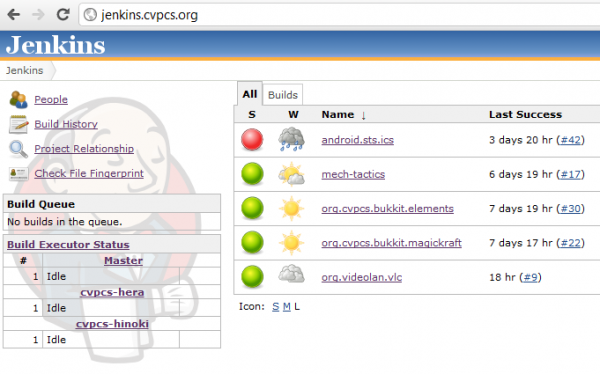 jenkins.cvpcs.org
Jenkins
Jenkins
People
Build History
Project Relationship
Check File Fingerprint
Build Queue
No builds in the queue.
Build Executor Status
# Master
1 Idle
cvpcs-hera
1 Idle
cvpcs-hinoki
1 Idle
All Builds
S W Name ↓ Last Success
android.sts.ics 3 days 20 hr (#42)
mech-tactics 6 days 19 hr (#17)
org.cvpcs.bukkit.elements 7 days 19 hr (#30)
org.cvpcs.bukkit.magickraft 7 days 17 hr (#22)
org.videolan.vlc 18 hr (#9)
Icon: S M L